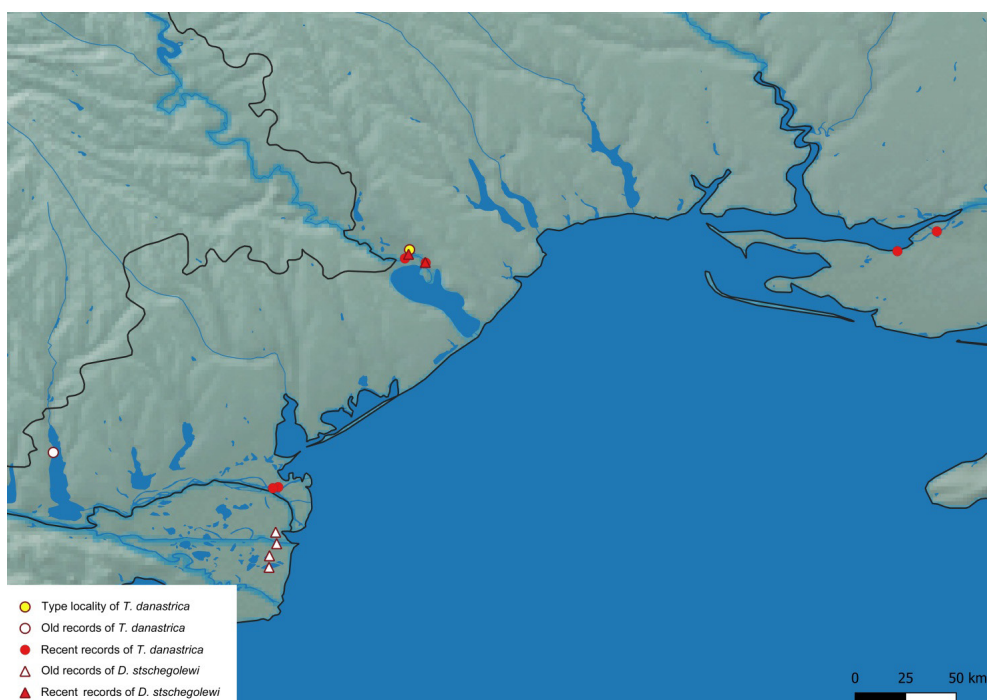 Type locality of T. danastrica
Old records of T. danastrica
Recent records of T. danastrica
Old records of D. stschegolewi
Recent records of D. stschegolewi
0 25 50 km